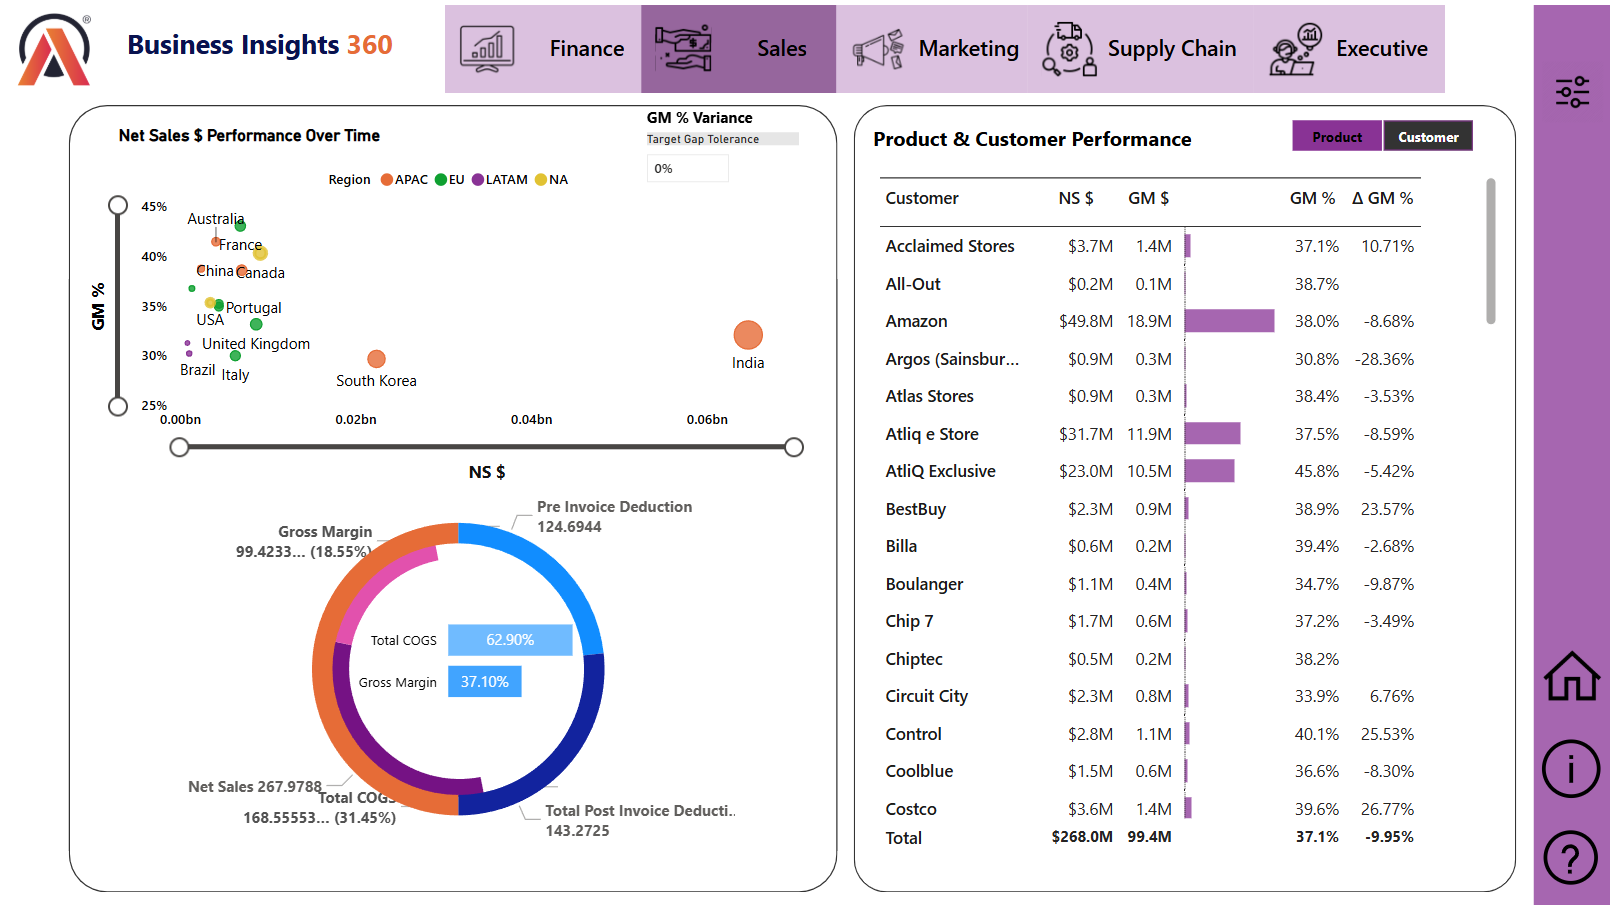 ®
Business Insights 360
Finance
Sales
Marketing
Supply Chain
Executive
Net Sales $ Performance Over Time
GM % Variance
Target Gap Tolerance
0%
Region APAC EU LATAM NA
GM %
45%
40%
35%
30%
25%
Australia
France
China
Canada
Portugal
USA
United Kingdom
Brazil
Italy
South Korea
India
0.00bn
0.02bn
0.04bn
0.06bn
NS $
Pre Invoice Deduction
124.6944
Gross Margin
99.4233... (18.55%)
Total COGS 62.90%
Gross Margin 37.10%
Net Sales 267.9788
Total COGS
168.55553... (31.45%)
Total Post Invoice Deducti..
143.2725
Product & Customer Performance
Product
Customer
Customer NS $ GM $ GM % Δ GM %
Acclaimed Stores $3.7M 1.4M 37.1% 10.71%
All-Out $0.2M 0.1M 38.7%
Amazon $49.8M 18.9M 38.0% -8.68%
Argos (Sainsbur... $0.9M 0.3M 30.8% -28.36%
Atlas Stores $0.9M 0.3M 38.4% -3.53%
Atliq e Store $31.7M 11.9M 37.5% -8.59%
AtliQ Exclusive $23.0M 10.5M 45.8% -5.42%
BestBuy $2.3M 0.9M 38.9% 23.57%
Billa $0.6M 0.2M 39.4% -2.68%
Boulanger $1.1M 0.4M 34.7% -9.87%
Chip 7 $1.7M 0.6M 37.2% -3.49%
Chiptec $0.5M 0.2M 38.2%
Circuit City $2.3M 0.8M 33.9% 6.76%
Control $2.8M 1.1M 40.1% 25.53%
Coolblue $1.5M 0.6M 36.6% -8.30%
Costco $3.6M 1.4M 39.6% 26.77%
Total $268.0M 99.4M 37.1% -9.95%
i
?